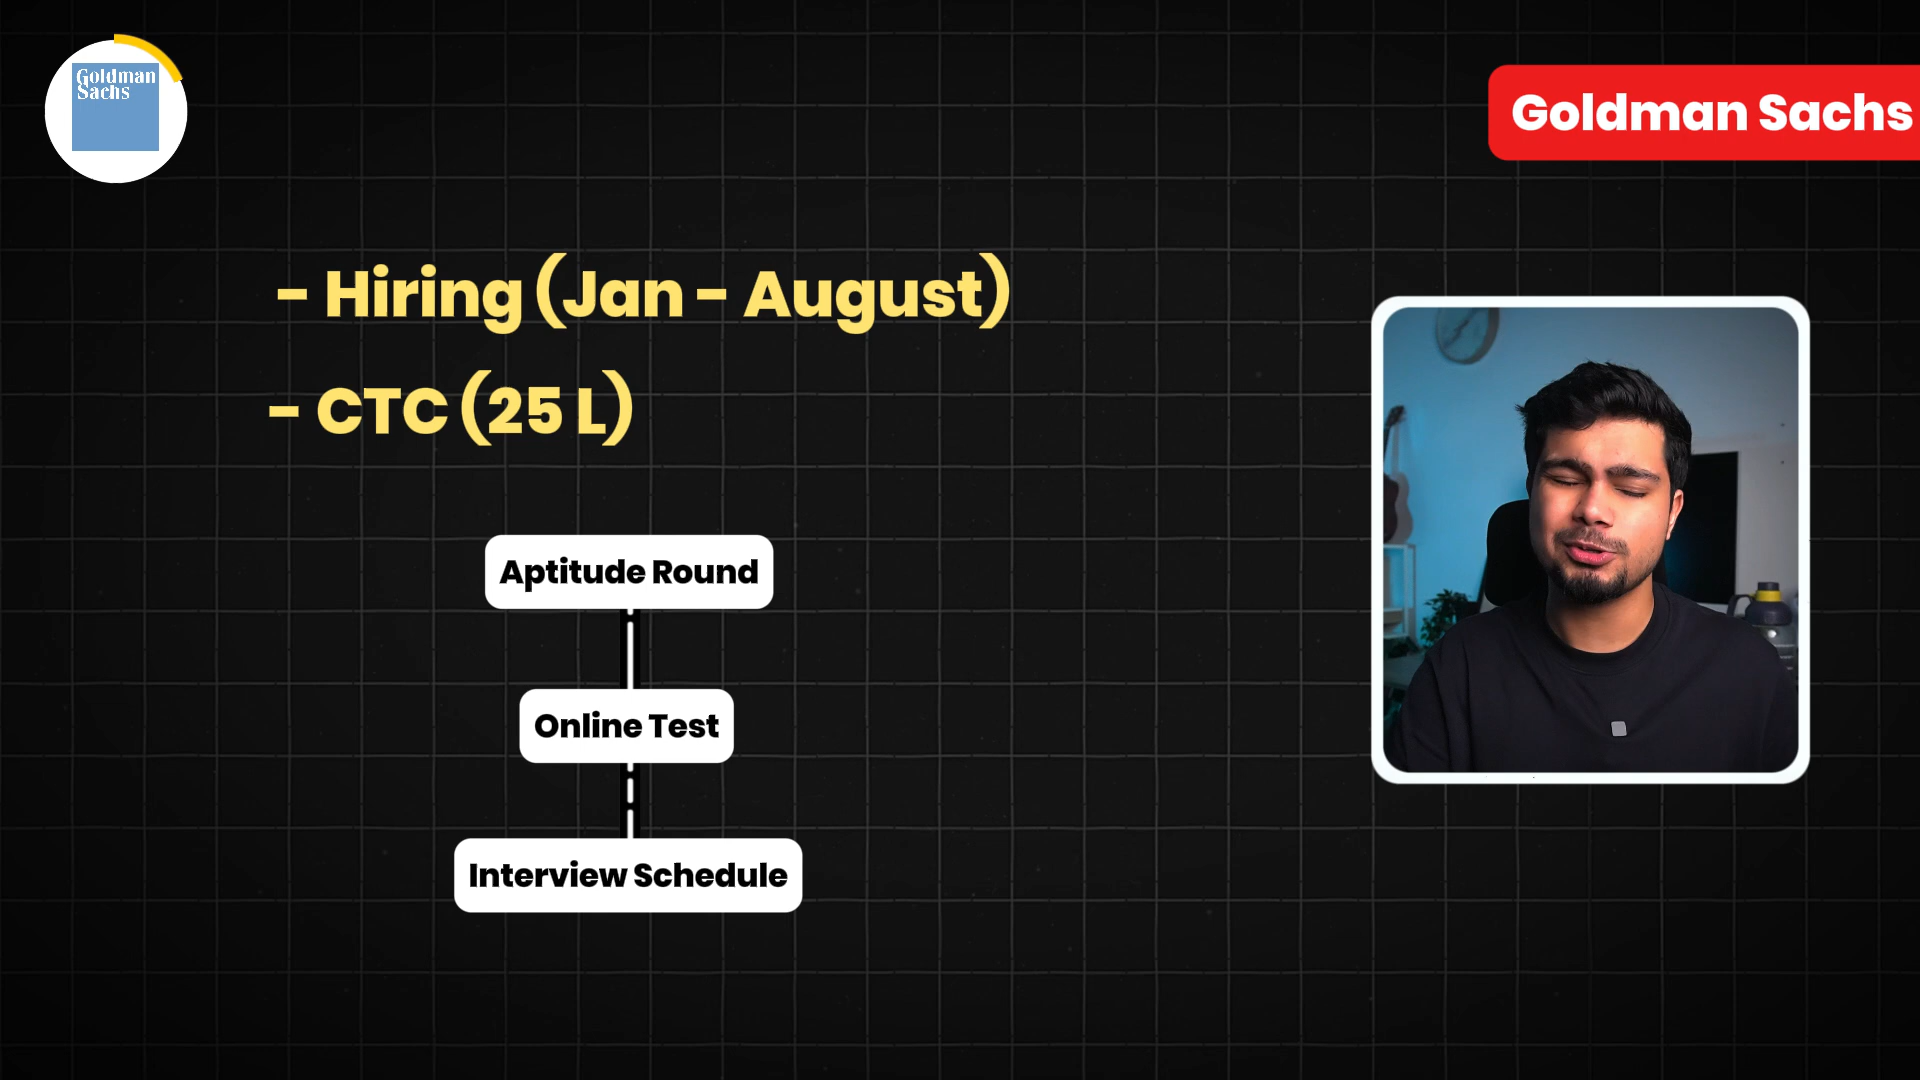 Goldman
Sachs
Goldman Sachs
- Hiring (Jan - August)
- CTC (25 L)
Aptitude Round
Online Test
Interview Schedule